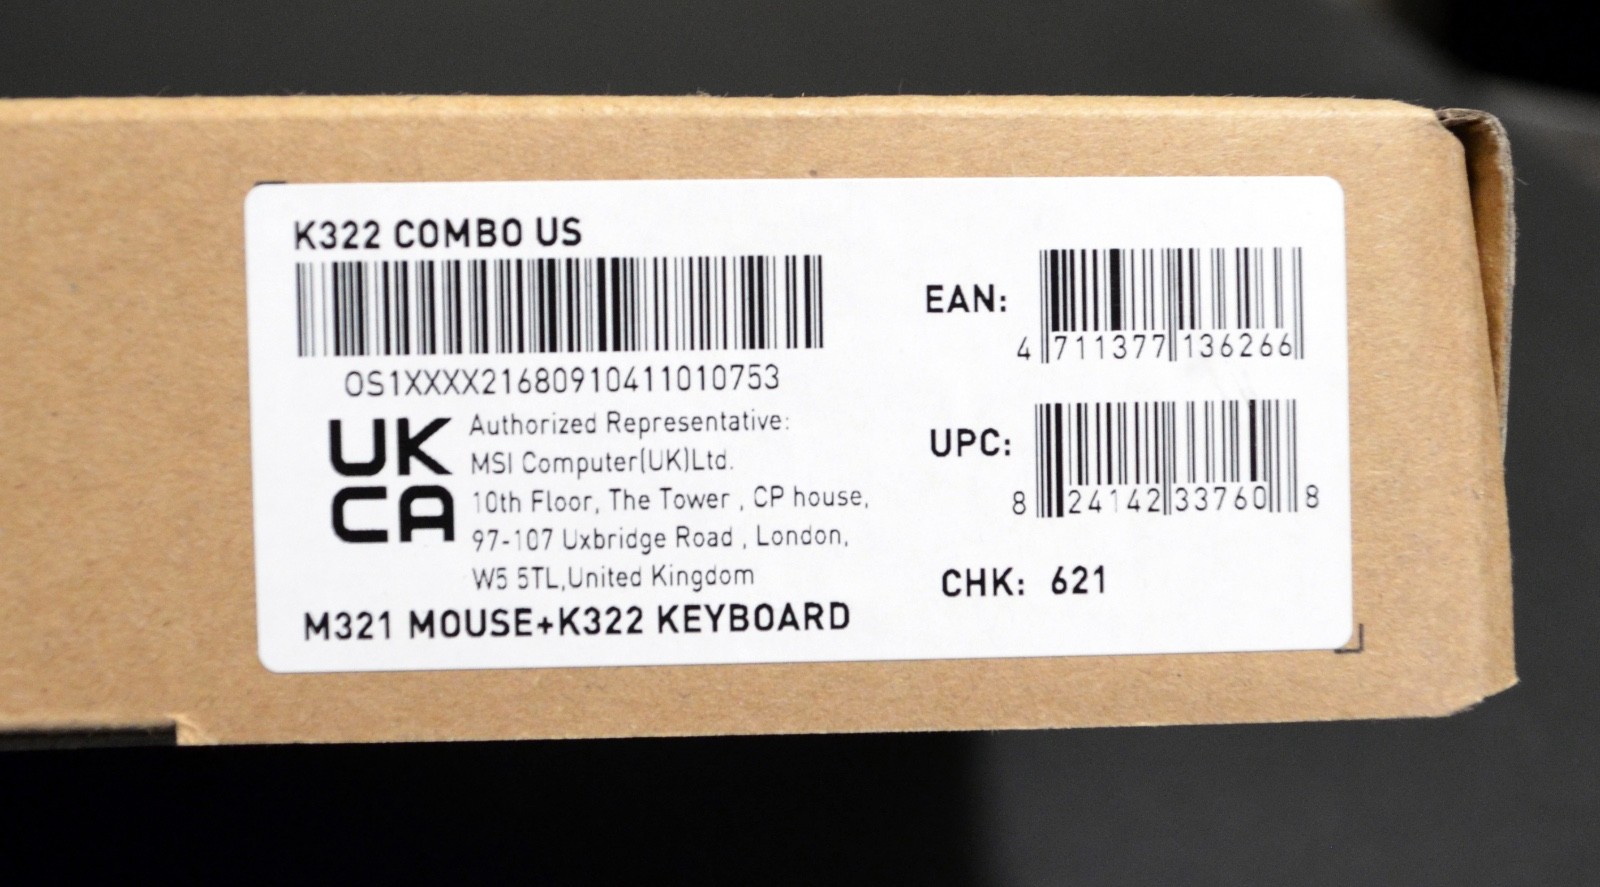 K322 COMBO US
OS1XXXX21680910411010753
UK
CA
Authorized Representative:
MSI Computer(UK)Ltd.
10th Floor, The Tower , CP house,
97-107 Uxbridge Road , London,
W5 5TL,United Kingdom
M321 MOUSE+K322 KEYBOARD
EAN:
4 711377 136266
UPC:
8 24142 33760 8
CHK: 621